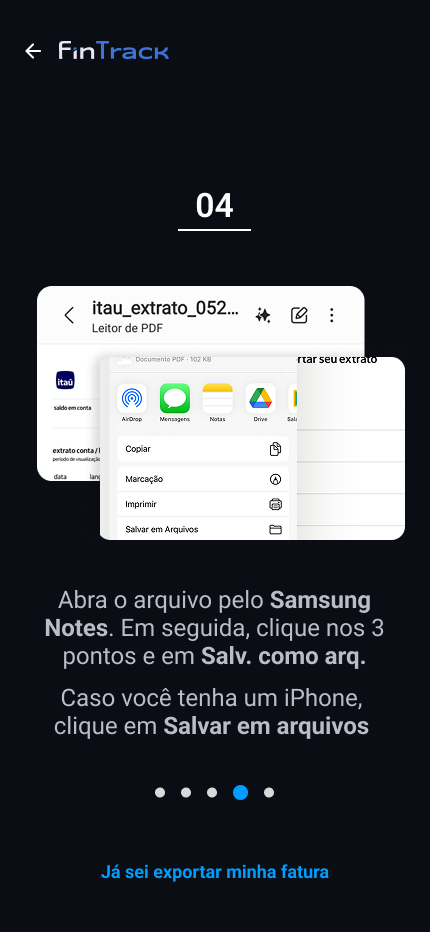 FinTrack
04
itau_extrato_052...
Leitor de PDF
itaú
saldo em conta
extrato conta / l
período de visualização
data lanç
Documento PDF · 102 KB
rtar seu extrato
AirDrop Mensagens Notas Drive Sala
Copiar
Marcação
Imprimir
Salvar em Arquivos
Abra o arquivo pelo Samsung
Notes. Em seguida, clique nos 3
pontos e em Salv. como arq.
Caso você tenha um iPhone,
clique em Salvar em arquivos
Já sei exportar minha fatura